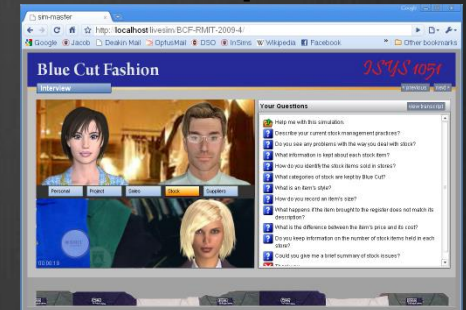 sim-master
http://localhost/livesim/BCF-RMIT-2009-4/
Google Jacob Deakin Mail OptusMail DSO InSims Wikipedia Facebook Other bookmarks
Blue Cut Fashion ISYS 1051
Interview previous next
Your Questions view transcript
Help me with this simulation.
Describe your current stock management practices?
Do you see any problems with the way you deal with stock?
What information is kept about each stock item?
How do you identify the stock items sold in stores?
What categories of stock are kept by Blue Cut?
What is an item's style?
How do you record an item's size?
What happens if the item brought to the register does not match its
description?
What is the difference between the item's price and its cost?
Do you keep information on the number of stock items held in each
store?
Could you give me a brief summary of stock issues?
Personal Project Sales Stock Suppliers